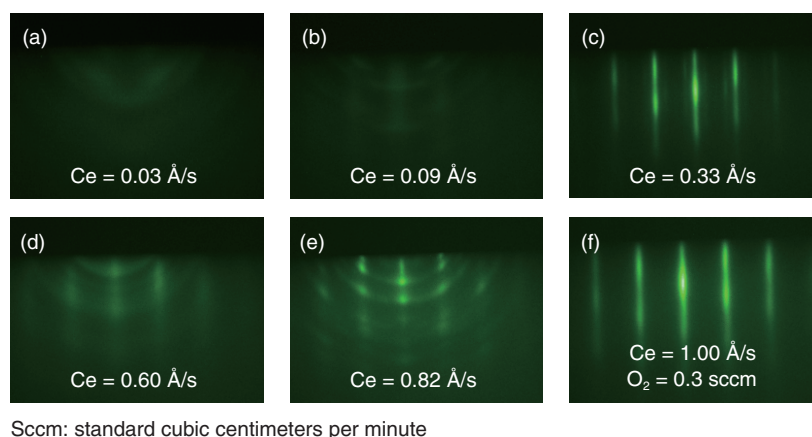 (a)
Ce = 0.03 Å/s
(b)
Ce = 0.09 Å/s
(c)
Ce = 0.33 Å/s
(d)
Ce = 0.60 Å/s
(e)
Ce = 0.82 Å/s
(f)
Ce = 1.00 Å/s
O₂ = 0.3 sccm
Sccm: standard cubic centimeters per minute